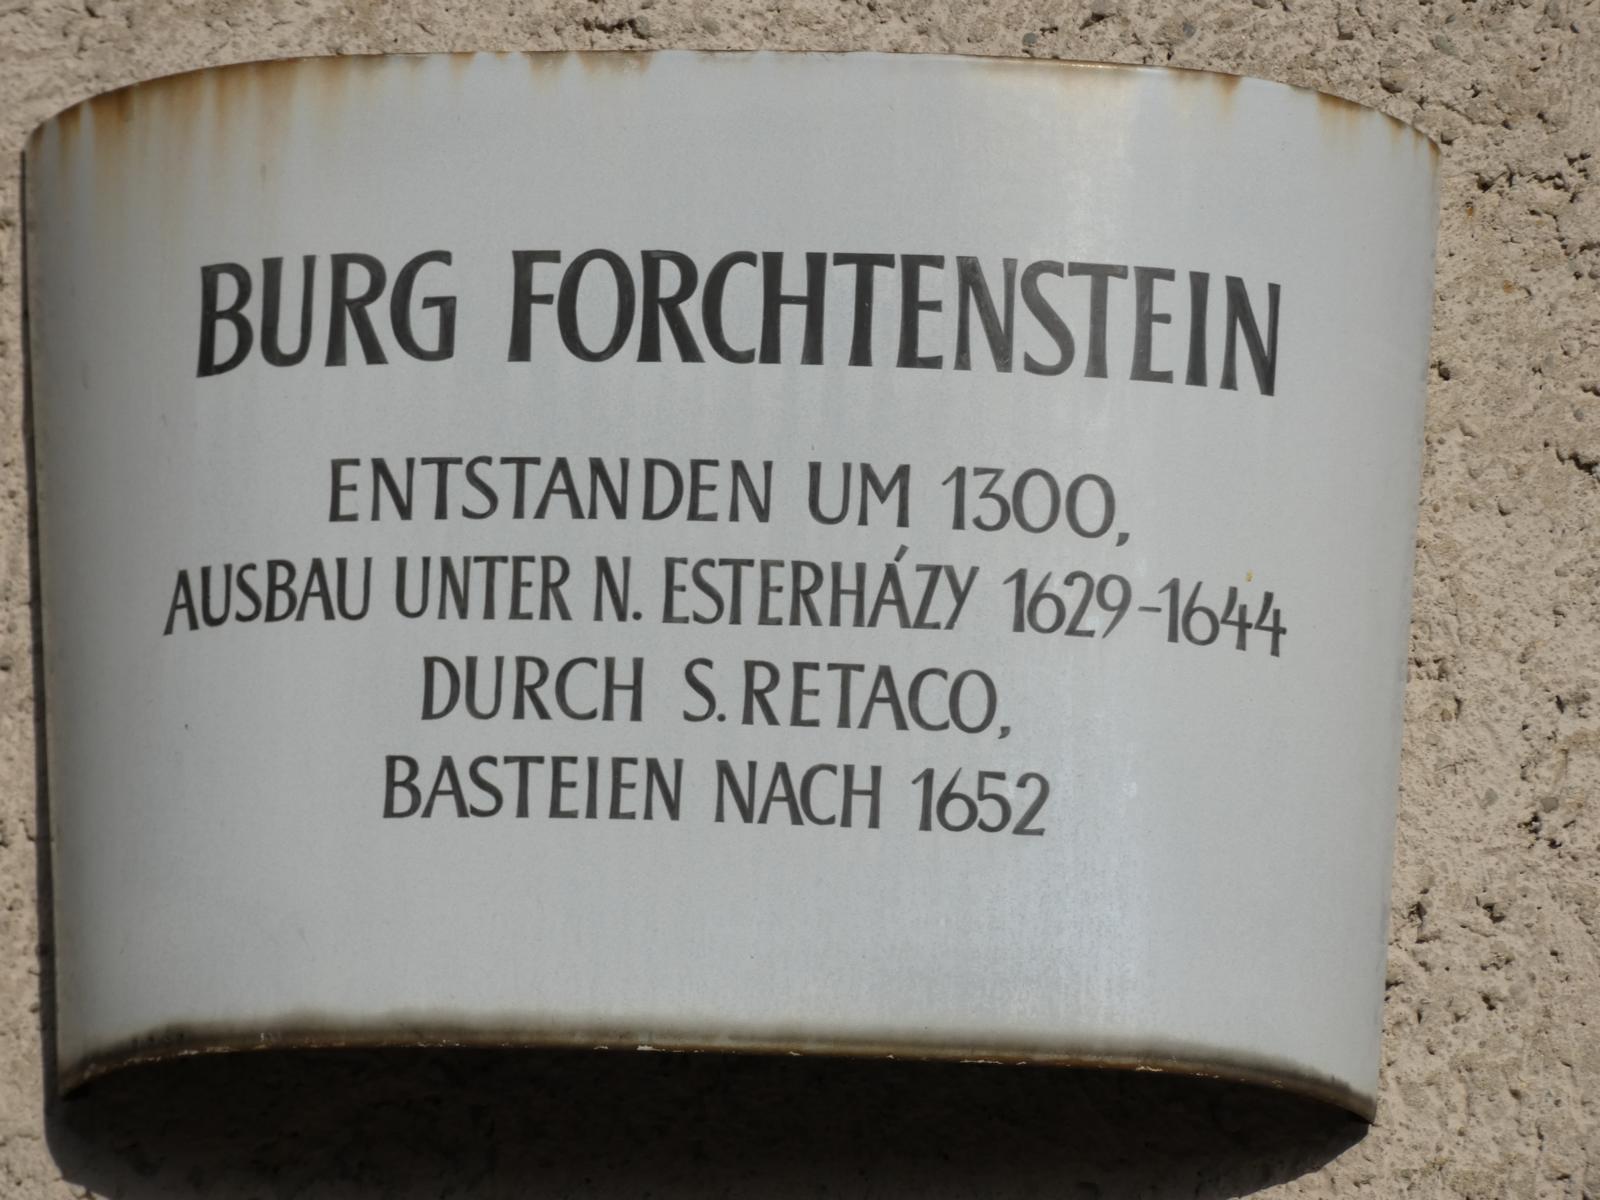 BURG FORCHTENSTEIN
ENTSTANDEN UM 1300,
AUSBAU UNTER N. ESTERHÁZY 1629-1644
DURCH S. RETACO,
BASTEIEN NACH 1652